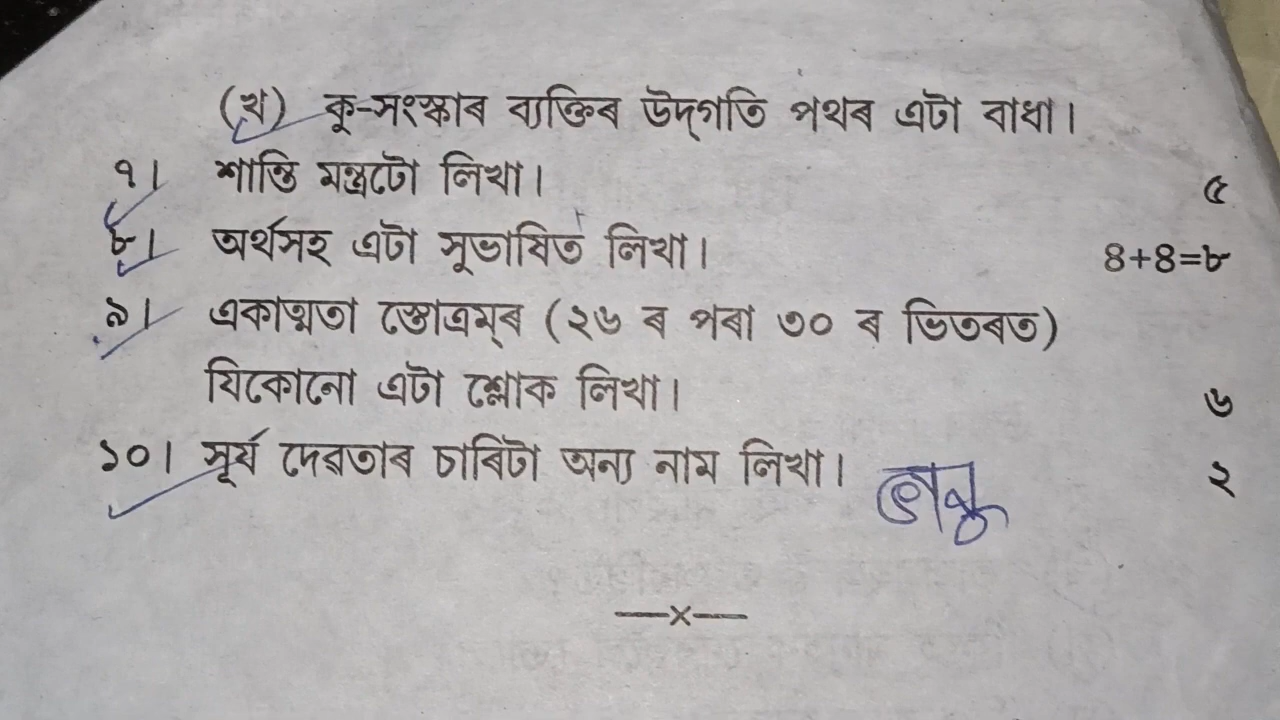 (খ) কু-সংস্কাৰ ব্যক্তিৰ উদ্‌গতি পথৰ এটা বাধা।
৭। শান্তি মন্ত্ৰটো লিখা। ৫
৮। অৰ্থসহ এটা সুভাষিত লিখা। 8+8=৮
৯। একাত্মতা স্তোত্ৰম্‌ৰ (২৬ ৰ পৰা ৩০ ৰ ভিতৰত)
যিকোনো এটা শ্লোক লিখা। ৬
১০। সূৰ্য দেৱতাৰ চাৰিটা অন্য নাম লিখা। ২
—×—